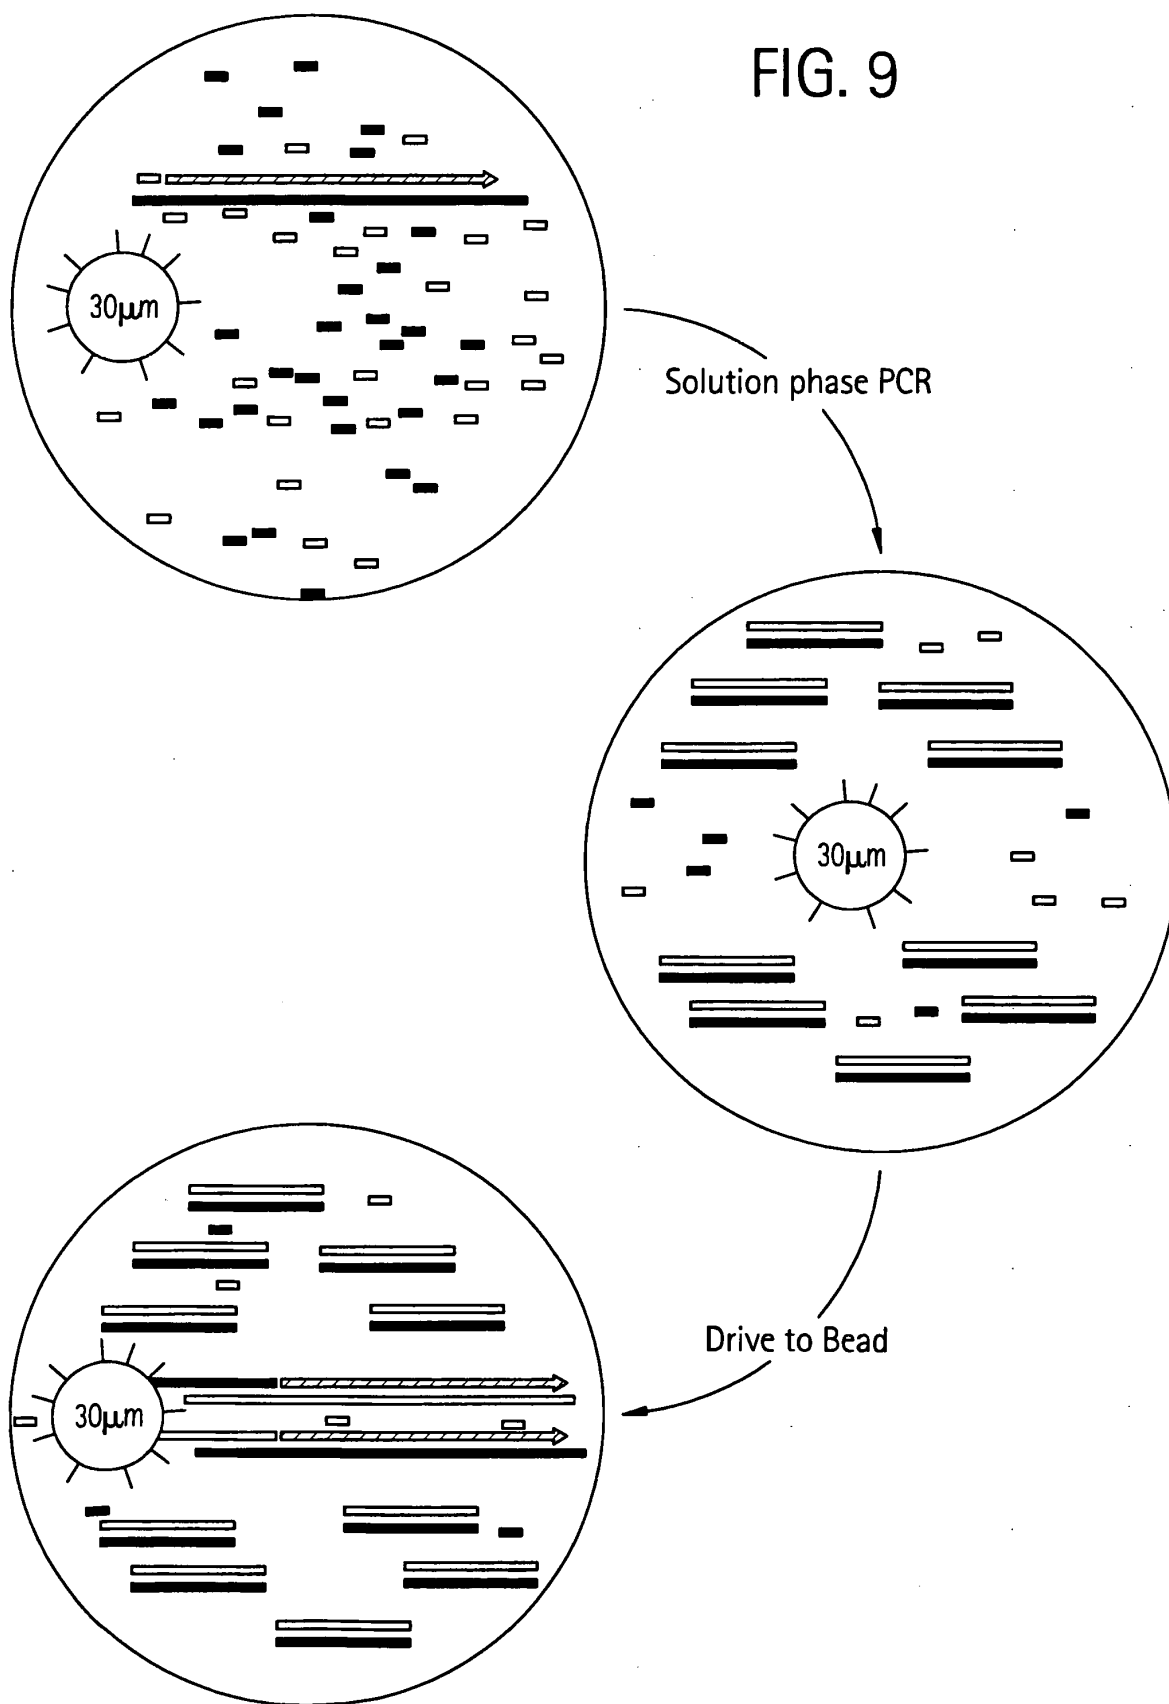 FIG. 9
30μm
Solution phase PCR
30μm
Drive to Bead
30μm